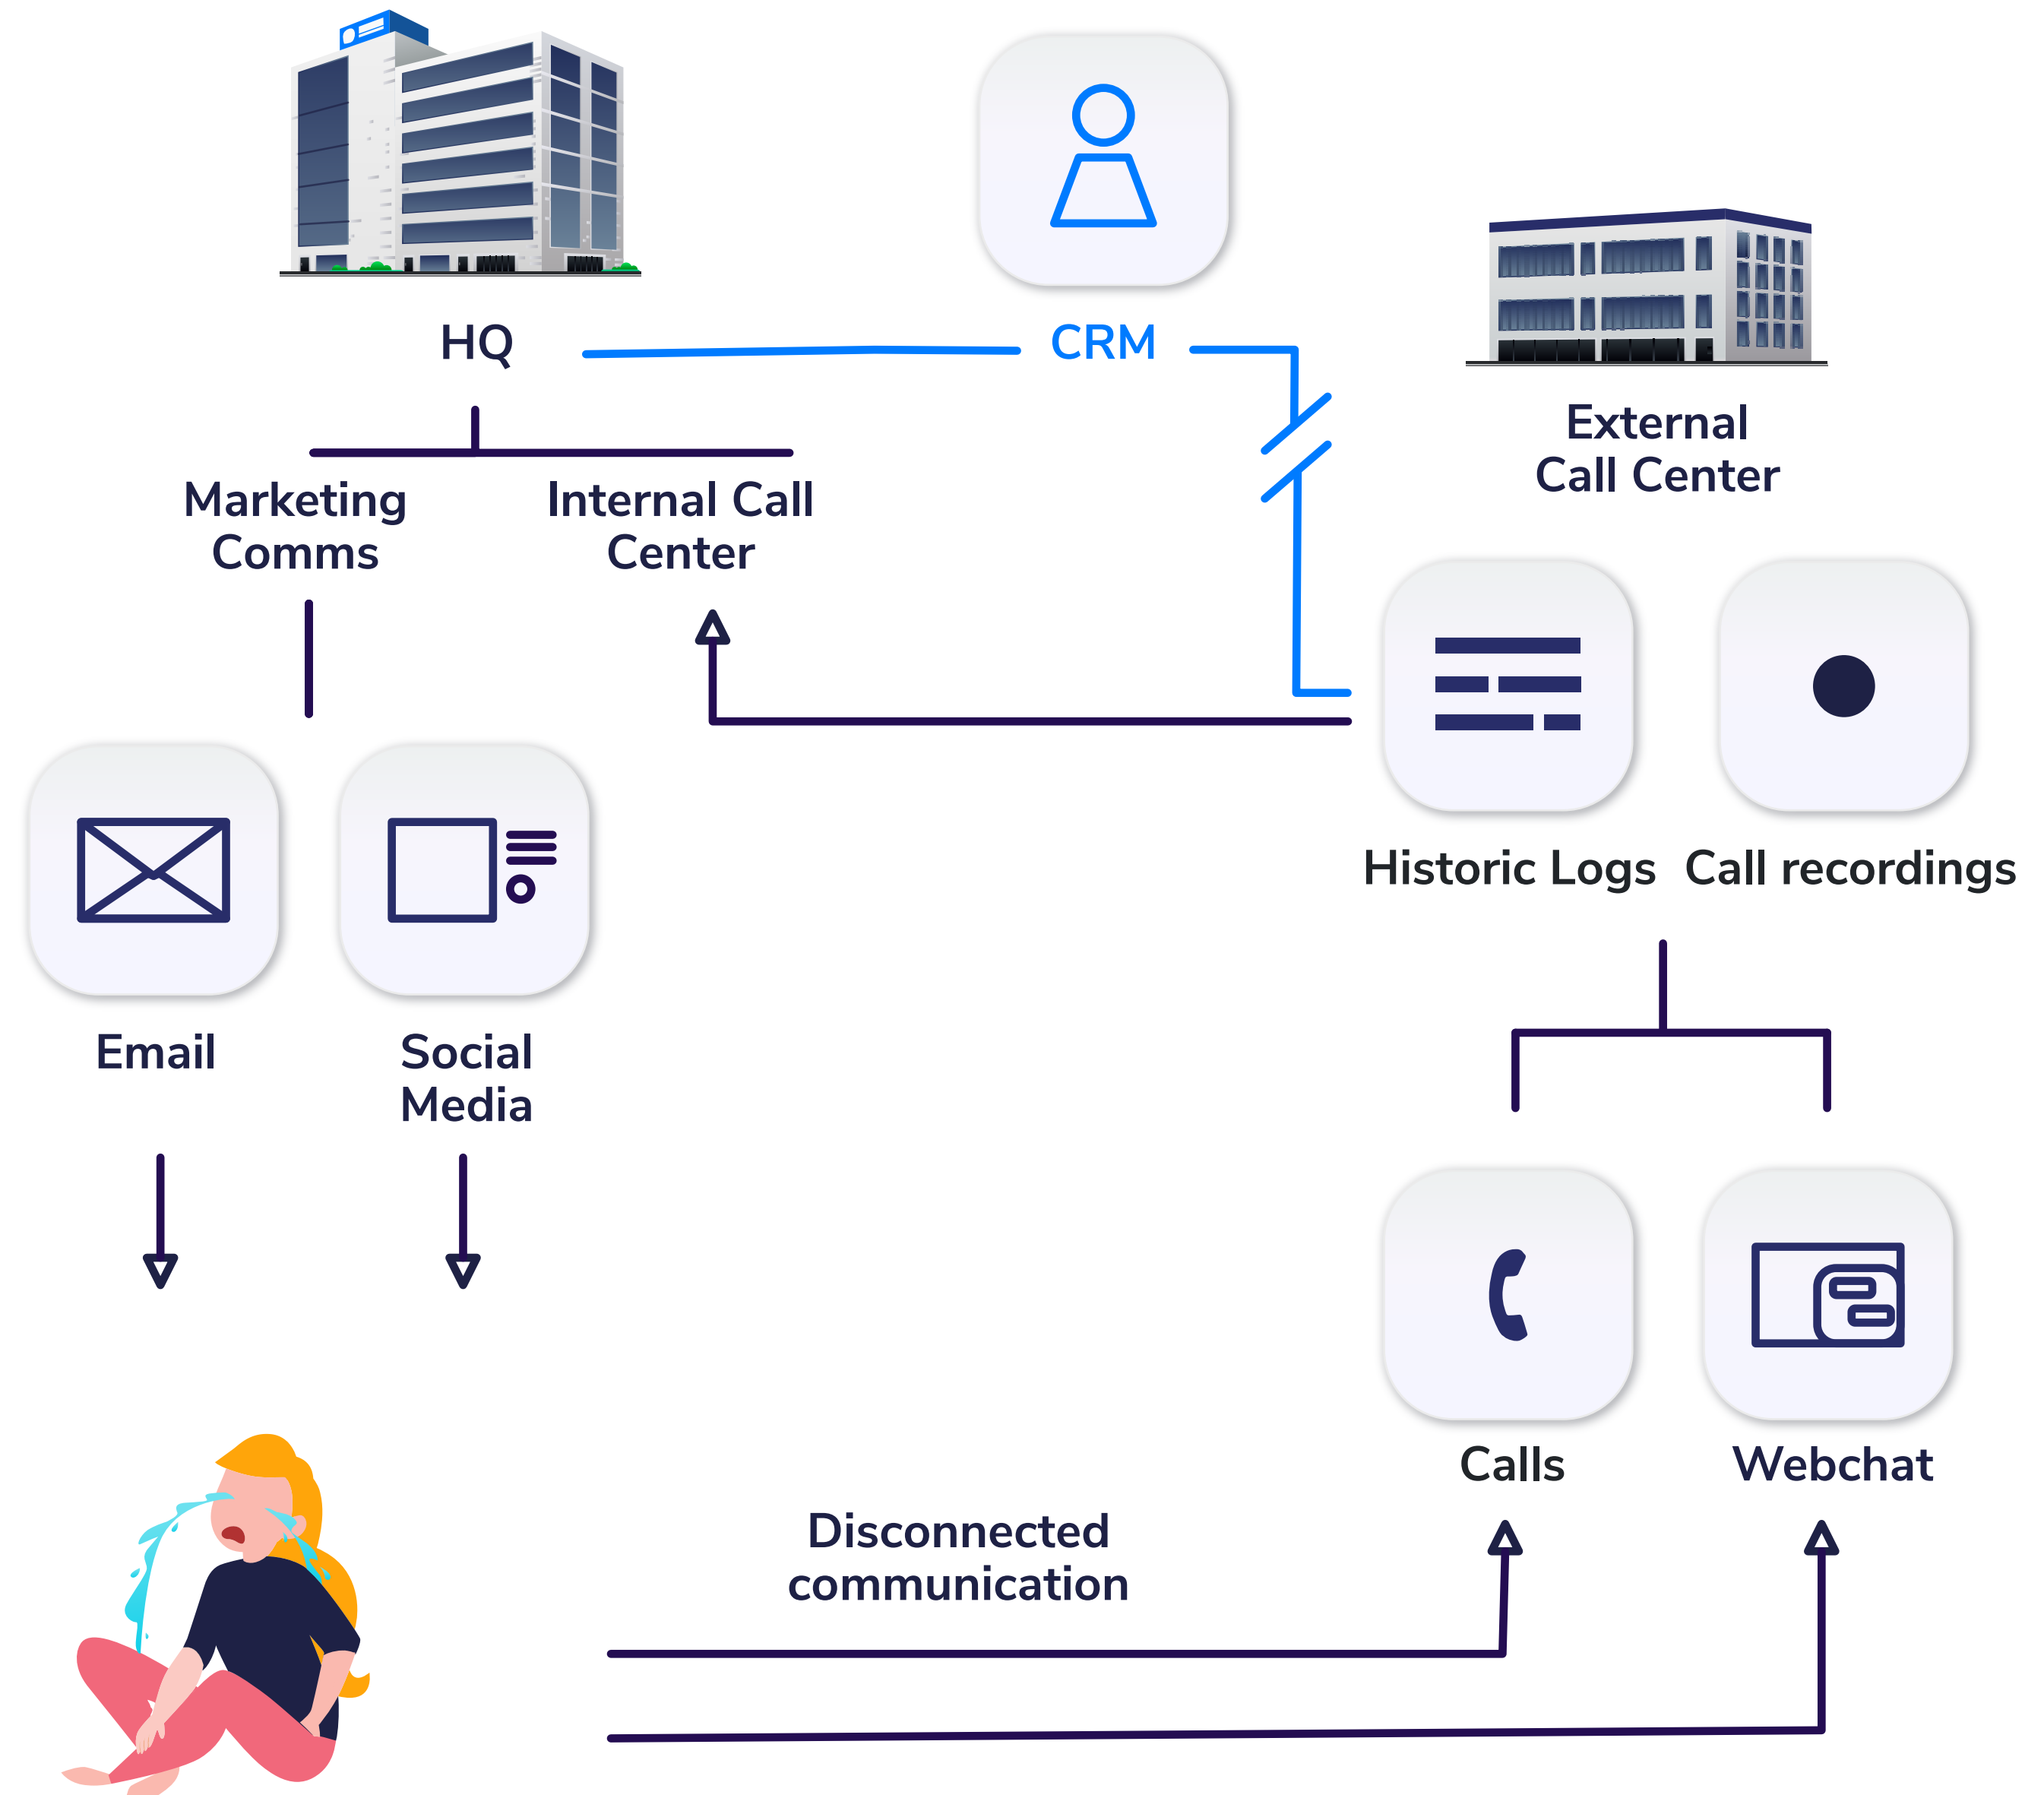 HQ
CRM
External
Call Center
Marketing
Comms
Internal Call
Center
Historic Logs
Call recordings
Email
Social
Media
Calls
Webchat
Disconnected
communication